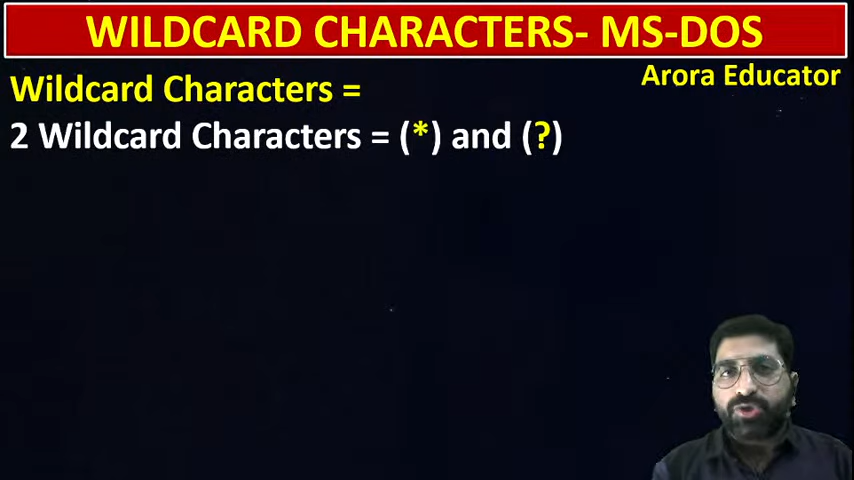 WILDCARD CHARACTERS- MS-DOS
Arora Educator
Wildcard Characters =
2 Wildcard Characters = (*) and (?)